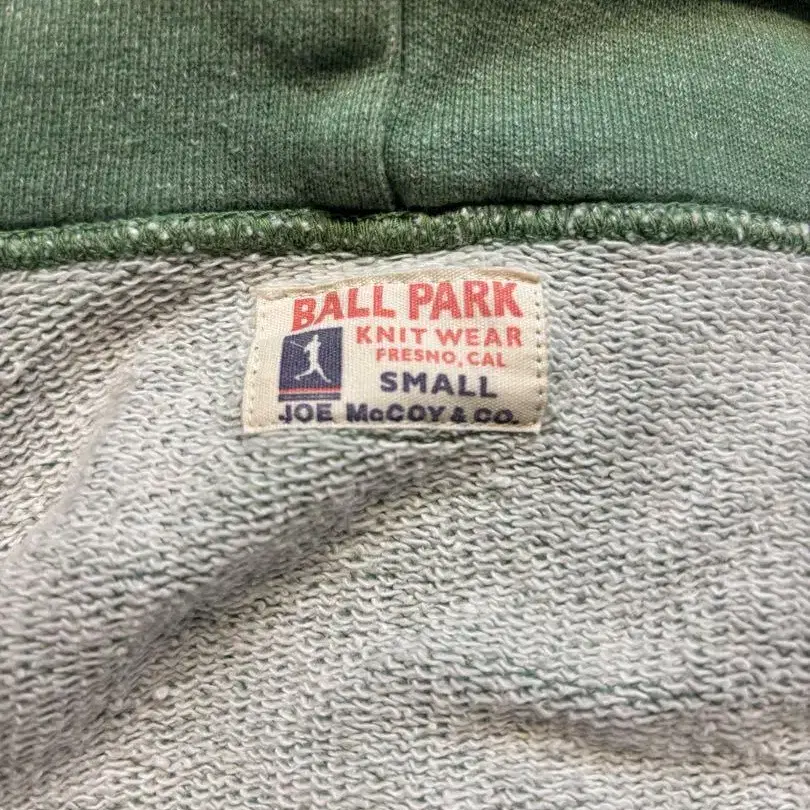 BALL PARK
KNIT WEAR
FRESNO, CAL
SMALL
JOE McCOY & CO.